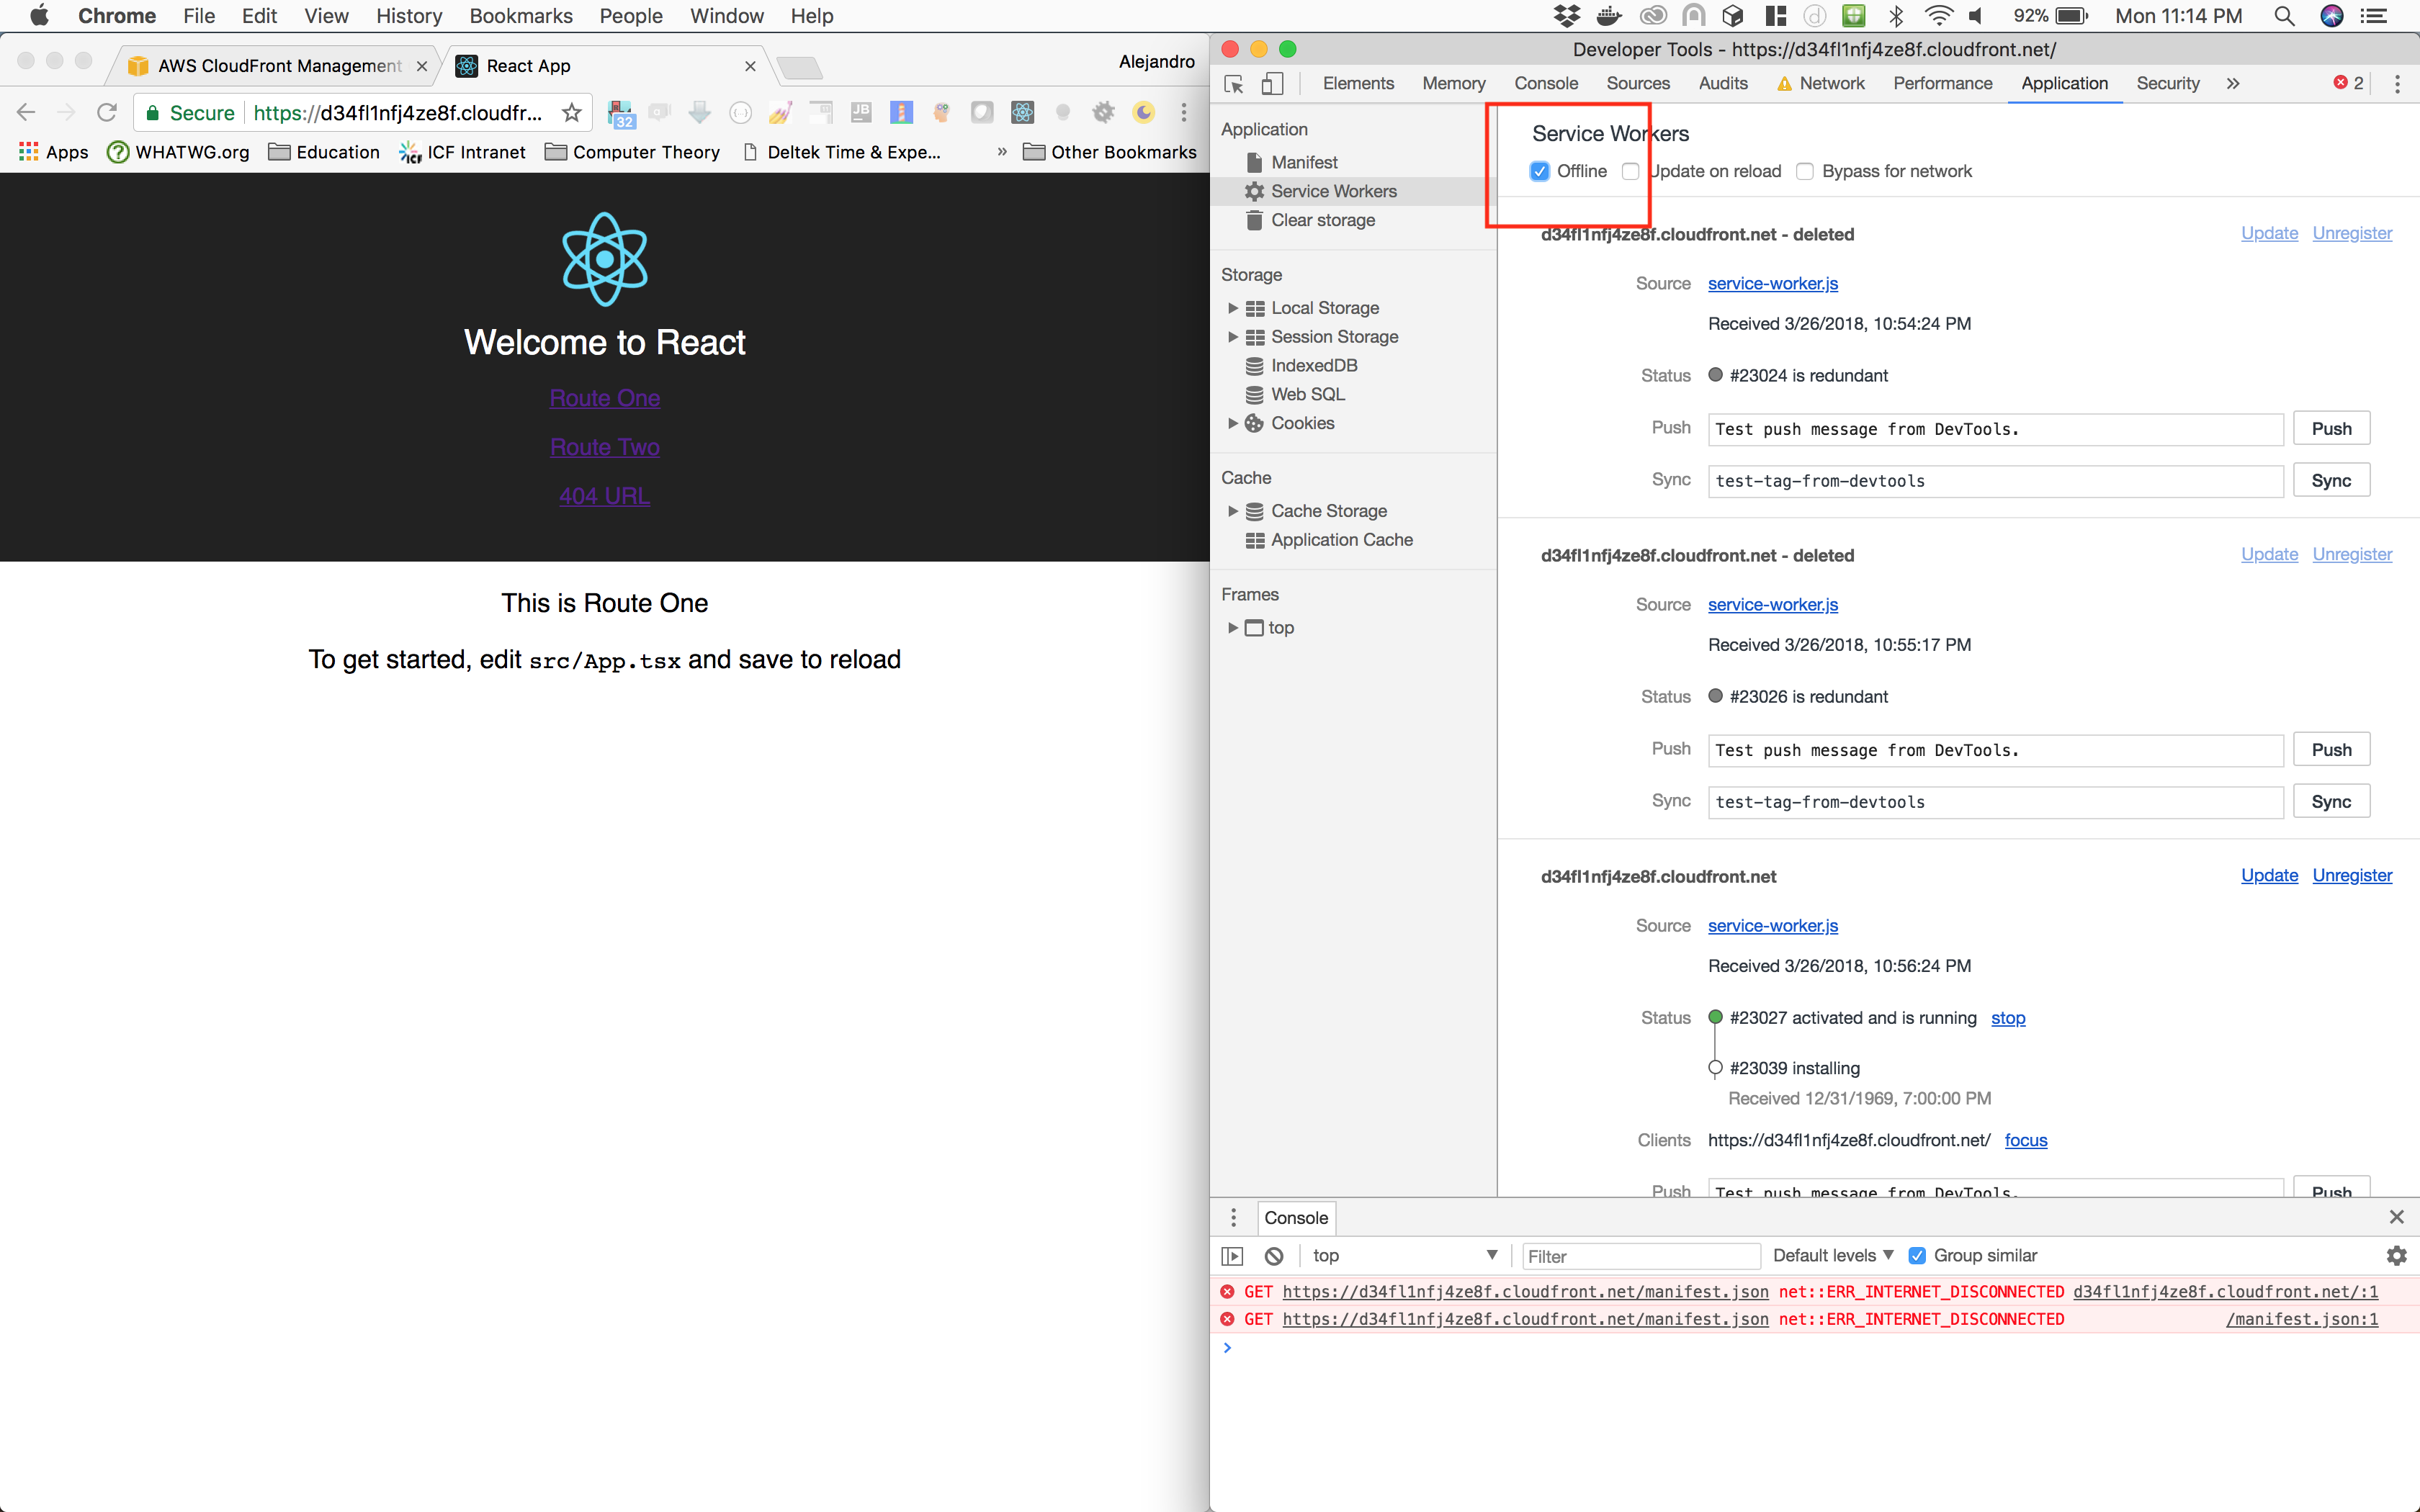 Chrome File Edit View History Bookmarks People Window Help
92% Mon 11:14 PM
AWS CloudFront Management
React App
Alejandro
Secure https://d34fl1nfj4ze8f.cloudfr...
32
JB
Apps WHATWG.org Education ICF Intranet Computer Theory Deltek Time & Expe... » Other Bookmarks
Welcome to React
Route One
Route Two
404 URL
This is Route One
To get started, edit src/App.tsx and save to reload
Developer Tools - https://d34fl1nfj4ze8f.cloudfront.net/
Elements Memory Console Sources Audits Network Performance Application Security » 2
Application
Manifest
Service Workers
Clear storage
Storage
Local Storage
Session Storage
IndexedDB
Web SQL
Cookies
Cache
Cache Storage
Application Cache
Frames
top
Service Workers
Offline Update on reload Bypass for network
d34fl1nfj4ze8f.cloudfront.net - deleted Update Unregister
Source service-worker.js
Received 3/26/2018, 10:54:24 PM
Status #23024 is redundant
Push Test push message from DevTools. Push
Sync test-tag-from-devtools Sync
d34fl1nfj4ze8f.cloudfront.net - deleted Update Unregister
Source service-worker.js
Received 3/26/2018, 10:55:17 PM
Status #23026 is redundant
Push Test push message from DevTools. Push
Sync test-tag-from-devtools Sync
d34fl1nfj4ze8f.cloudfront.net Update Unregister
Source service-worker.js
Received 3/26/2018, 10:56:24 PM
Status #23027 activated and is running stop
#23039 installing
Received 12/31/1969, 7:00:00 PM
Clients https://d34fl1nfj4ze8f.cloudfront.net/ focus
Push Test push message from DevTools. Push
Console
top Filter Default levels Group similar
GET https://d34fl1nfj4ze8f.cloudfront.net/manifest.json net::ERR_INTERNET_DISCONNECTED d34fl1nfj4ze8f.cloudfront.net/:1
GET https://d34fl1nfj4ze8f.cloudfront.net/manifest.json net::ERR_INTERNET_DISCONNECTED /manifest.json:1